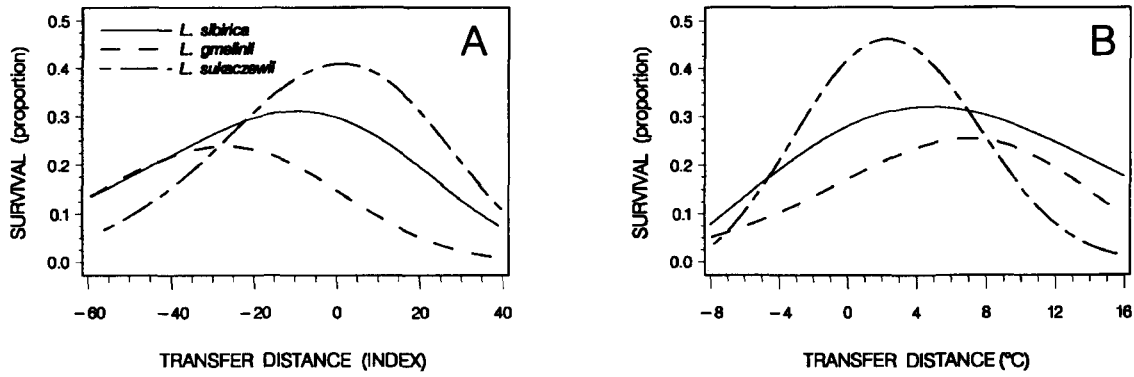 A
SURVIVAL (proportion)
0.5
0.4
0.3
0.2
0.1
0.0
L. sibirica
L. gmelinii
L. sukaczewii
-60 -40 -20 0 20 40
TRANSFER DISTANCE (INDEX)
B
SURVIVAL (proportion)
0.5
0.4
0.3
0.2
0.1
0.0
-8 -4 0 4 8 12 16
TRANSFER DISTANCE (°C)